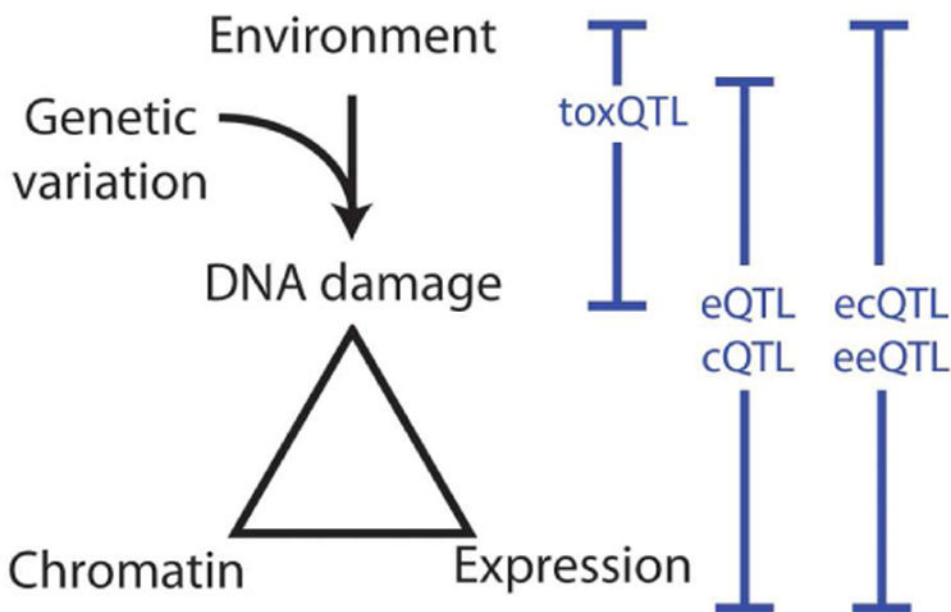 Environment
Genetic
variation
DNA damage
Chromatin
Expression
toxQTL
eQTL
cQTL
ecQTL
eeQTL